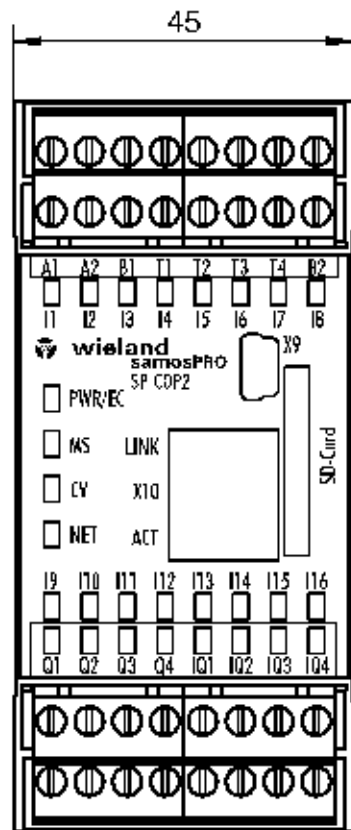 45
A1 A2 B1 T1 T2 T3 T4 B2
I1 I2 I3 I4 I5 I6 I7 I8
wieland
samosPRO
SP COP2
X9
PWR/EC
MS
LINK
SD-Card
CV
X10
NET
ACT
I9 I10 I11 I12 I13 I14 I15 I16
Q1 Q2 Q3 Q4 IQ1 IQ2 IQ3 IQ4